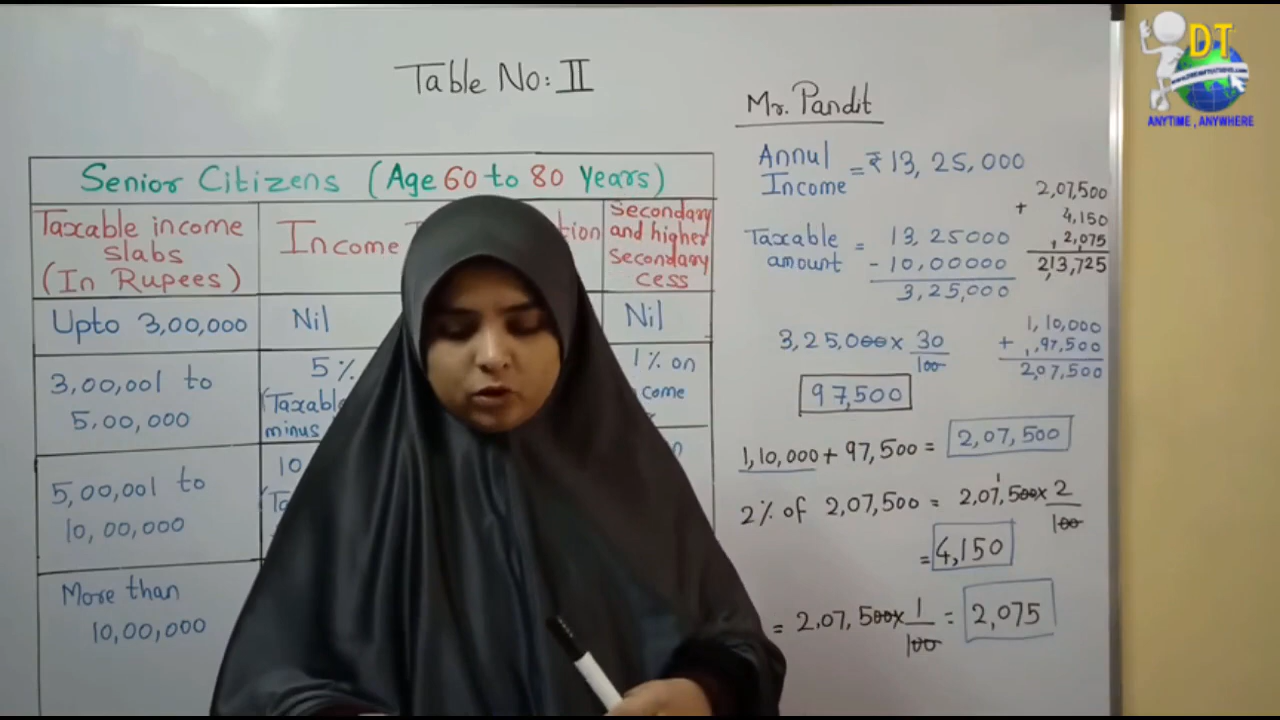 Table No: II
Senior Citizens (Age 60 to 80 Years)
Taxable income
slabs
(In Rupees)
Income
Secondary
and higher
secondary
cess
Upto 3,00,000
Nil
Nil
3,00,001 to
5,00,000
5%
(Taxable
minus
1% on
5,00,001 to
10,00,000
10
More than
10,00,000
Mr. Pandit
Annul
Income = ₹ 13,25,000
Taxable
amount = 13,25000
- 10,00000
3,25,000
2,07,500
+ 4,150
2,075
2,13,725
3,25,000 x 30
100
97,500
1,10,000
+ 97,500
2,07,500
1,10,000 + 97,500 = 2,07,500
2% of 2,07,500 = 2,07,500 x 2
100
= 4,150
= 2,07,500 x 1 = 2,075
100
DT
ANYTIME, ANYWHERE